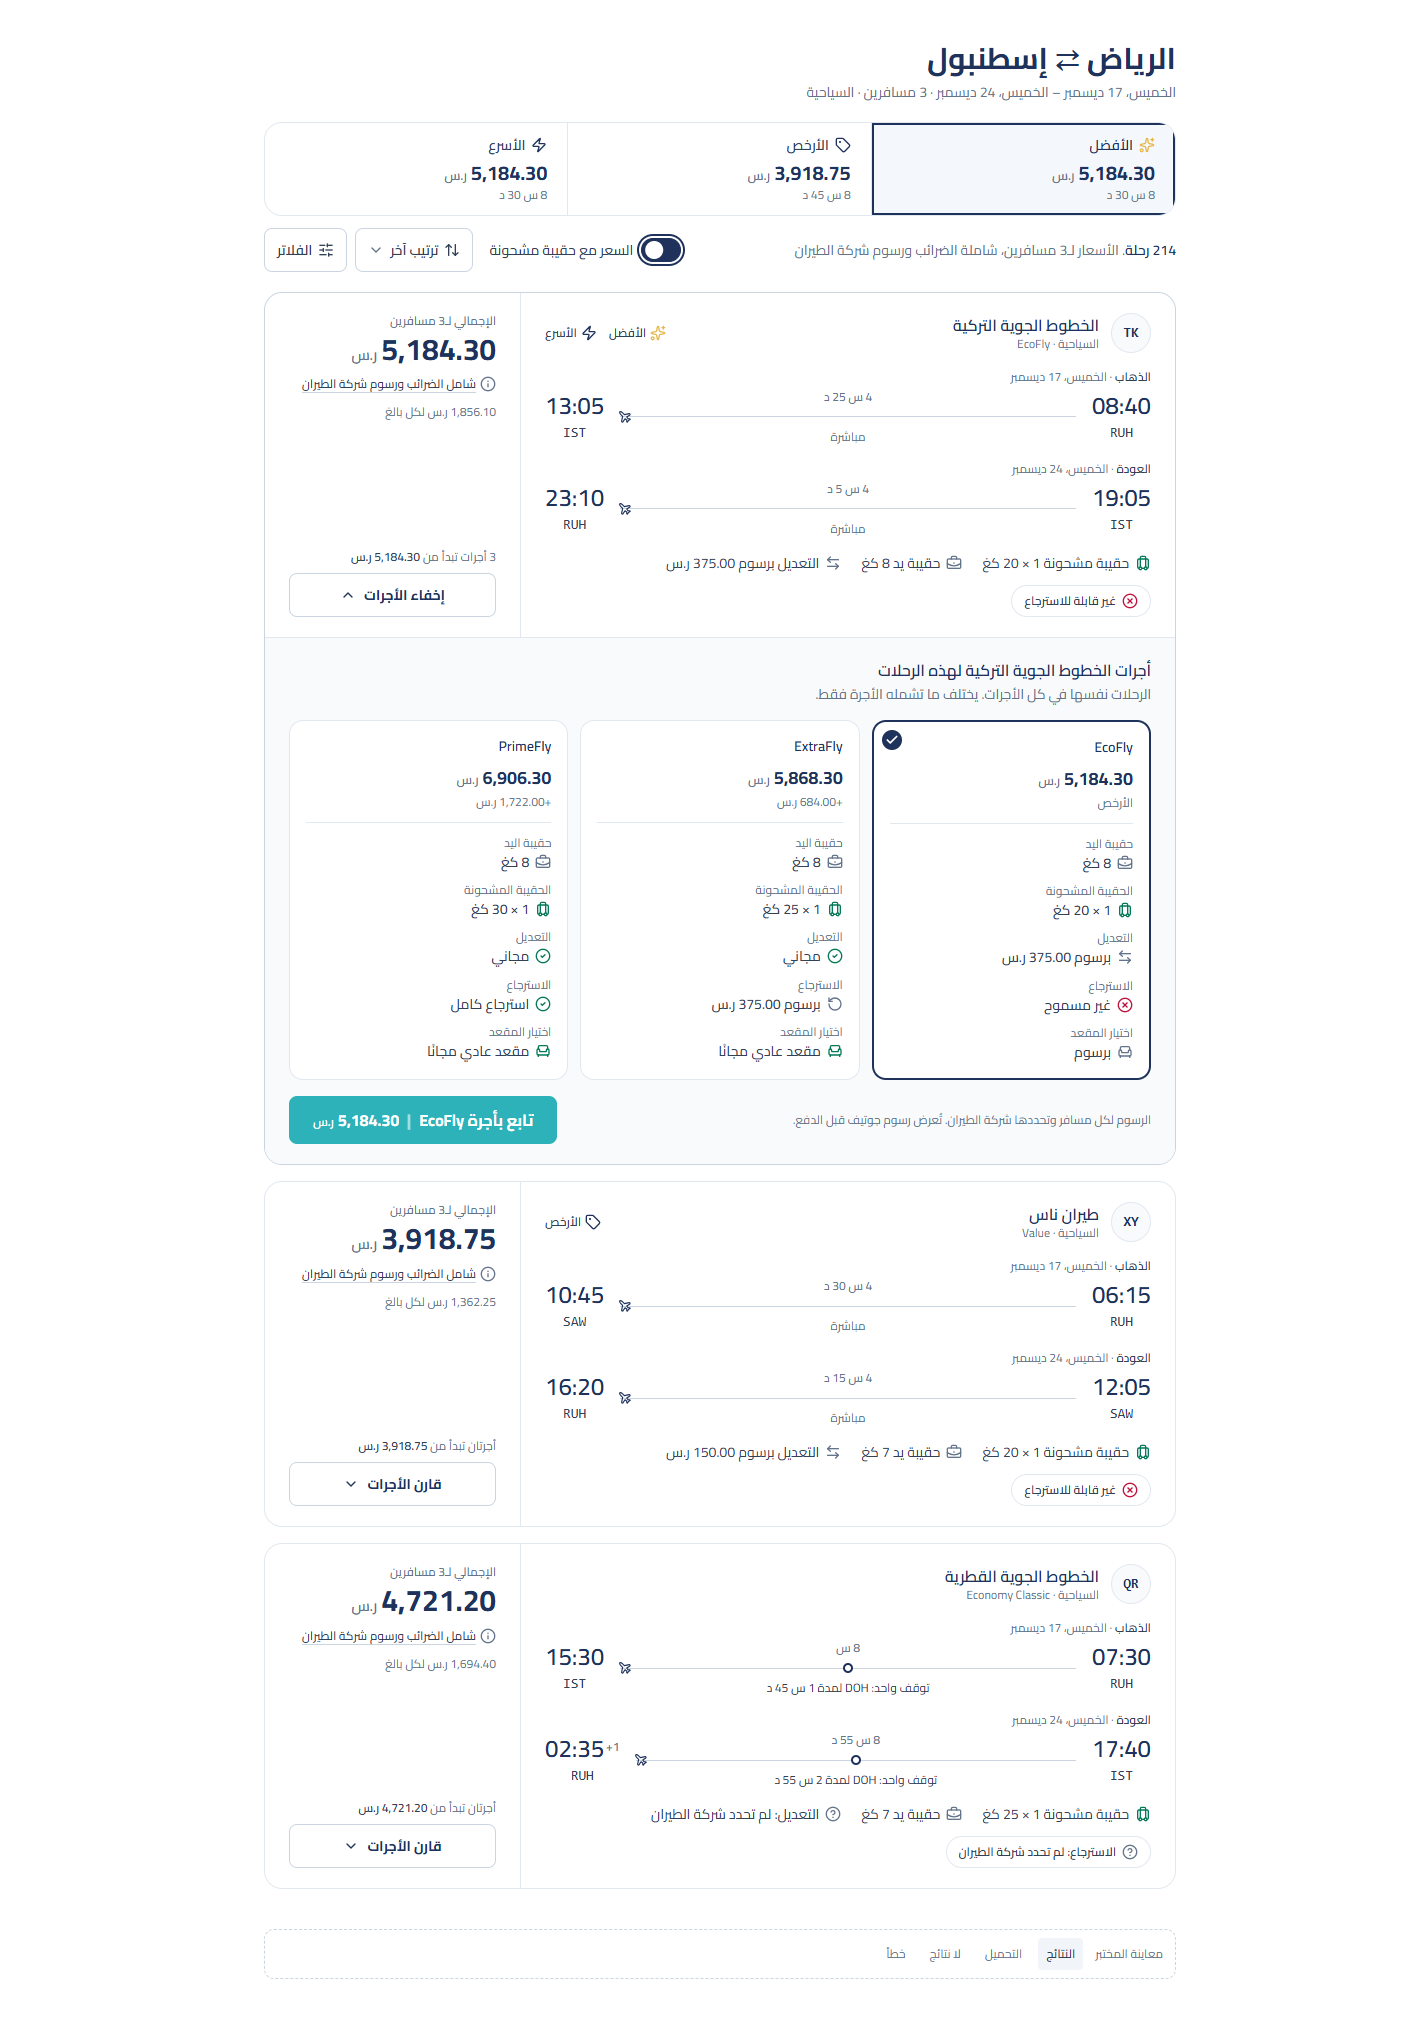 الرياض ⇄ إسطنبول
الخميس، 17 ديسمبر – الخميس، 24 ديسمبر · 3 مسافرين · السياحية
الأفضل
5,184.30 ر.س
8 س 30 د
الأرخص
3,918.75 ر.س
8 س 45 د
الأسرع
5,184.30 ر.س
8 س 30 د
214 رحلة. الأسعار لـ3 مسافرين، شاملة الضرائب ورسوم شركة الطيران
السعر مع حقيبة مشحونة
ترتيب آخر
الفلاتر
TK
الخطوط الجوية التركية
السياحية · EcoFly
الأفضل
الأسرع
الذهاب · الخميس، 17 ديسمبر
08:40
RUH
4 س 25 د
مباشرة
13:05
IST
العودة · الخميس، 24 ديسمبر
19:05
IST
4 س 5 د
مباشرة
23:10
RUH
حقيبة مشحونة 1 × 20 كغ
حقيبة يد 8 كغ
التعديل برسوم 375.00 ر.س
غير قابلة للاسترجاع
الإجمالي لـ3 مسافرين
5,184.30 ر.س
شامل الضرائب ورسوم شركة الطيران
1,856.10 ر.س لكل بالغ
3 أجرات تبدأ من 5,184.30 ر.س
إخفاء الأجرات
أجرات الخطوط الجوية التركية لهذه الرحلات
الرحلات نفسها في كل الأجرات. يختلف ما تشمله الأجرة فقط.
EcoFly
5,184.30 ر.س
الأرخص
حقيبة اليد
8 كغ
الحقيبة المشحونة
1 × 20 كغ
التعديل
برسوم 375.00 ر.س
الاسترجاع
غير مسموح
اختيار المقعد
برسوم
ExtraFly
5,868.30 ر.س
+684.00 ر.س
حقيبة اليد
8 كغ
الحقيبة المشحونة
1 × 25 كغ
التعديل
مجاني
الاسترجاع
برسوم 375.00 ر.س
اختيار المقعد
مقعد عادي مجانًا
PrimeFly
6,906.30 ر.س
+1,722.00 ر.س
حقيبة اليد
8 كغ
الحقيبة المشحونة
1 × 30 كغ
التعديل
مجاني
الاسترجاع
استرجاع كامل
اختيار المقعد
مقعد عادي مجانًا
الرسوم لكل مسافر وتحددها شركة الطيران. تُعرض رسوم جوتيف قبل الدفع.
تابع بأجرة EcoFly | 5,184.30 ر.س
XY
طيران ناس
السياحية · Value
الأرخص
الذهاب · الخميس، 17 ديسمبر
06:15
RUH
4 س 30 د
مباشرة
10:45
SAW
العودة · الخميس، 24 ديسمبر
12:05
SAW
4 س 15 د
مباشرة
16:20
RUH
حقيبة مشحونة 1 × 20 كغ
حقيبة يد 7 كغ
التعديل برسوم 150.00 ر.س
غير قابلة للاسترجاع
الإجمالي لـ3 مسافرين
3,918.75 ر.س
شامل الضرائب ورسوم شركة الطيران
1,362.25 ر.س لكل بالغ
أجرتان تبدأ من 3,918.75 ر.س
قارن الأجرات
QR
الخطوط الجوية القطرية
السياحية · Economy Classic
الذهاب · الخميس، 17 ديسمبر
07:30
RUH
8 س
توقف واحد: DOH لمدة 1 س 45 د
15:30
IST
العودة · الخميس، 24 ديسمبر
17:40
IST
8 س 55 د
توقف واحد: DOH لمدة 2 س 55 د
02:35 +1
RUH
حقيبة مشحونة 1 × 25 كغ
حقيبة يد 7 كغ
التعديل: لم تحدد شركة الطيران
الاسترجاع: لم تحدد شركة الطيران
الإجمالي لـ3 مسافرين
4,721.20 ر.س
شامل الضرائب ورسوم شركة الطيران
1,694.40 ر.س لكل بالغ
أجرتان تبدأ من 4,721.20 ر.س
قارن الأجرات
معاينة المختبر
النتائج
التحميل
لا نتائج
خطأ